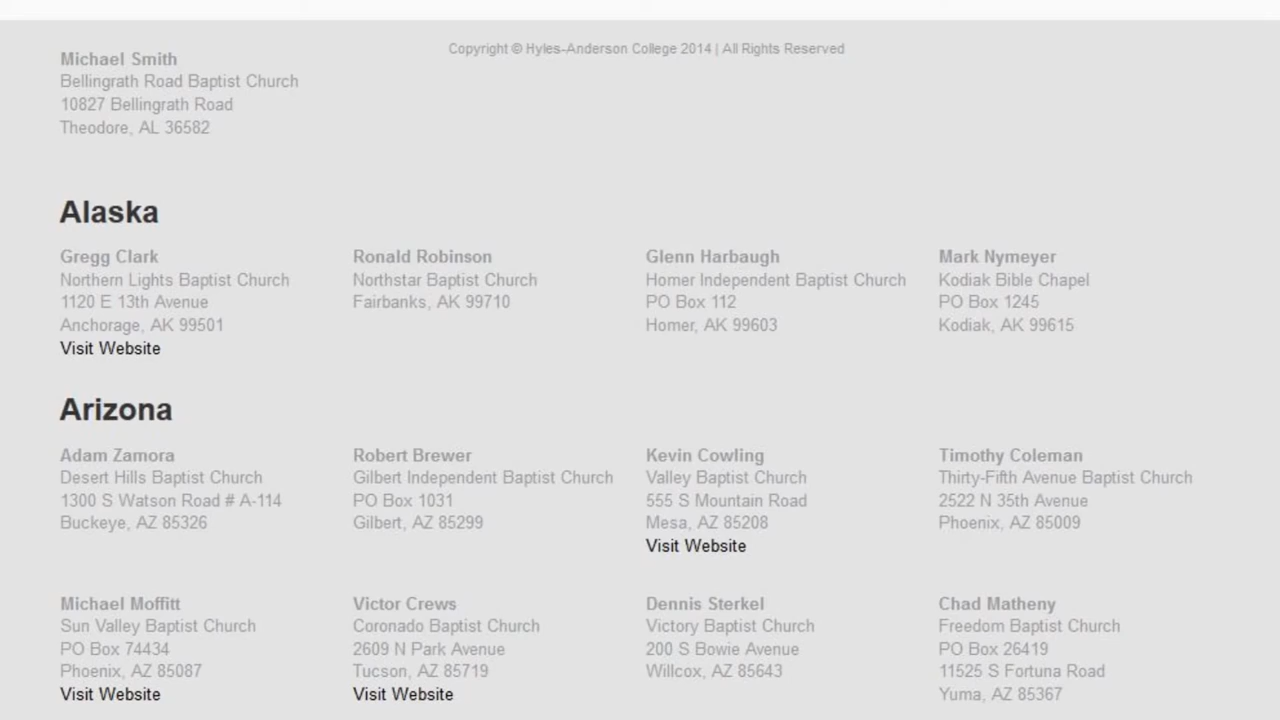 Copyright © Hyles-Anderson College 2014 | All Rights Reserved
Michael Smith
Bellingrath Road Baptist Church
10827 Bellingrath Road
Theodore, AL 36582
Alaska
Gregg Clark
Northern Lights Baptist Church
1120 E 13th Avenue
Anchorage, AK 99501
Visit Website
Ronald Robinson
Northstar Baptist Church
Fairbanks, AK 99710
Glenn Harbaugh
Homer Independent Baptist Church
PO Box 112
Homer, AK 99603
Mark Nymeyer
Kodiak Bible Chapel
PO Box 1245
Kodiak, AK 99615
Arizona
Adam Zamora
Desert Hills Baptist Church
1300 S Watson Road # A-114
Buckeye, AZ 85326
Robert Brewer
Gilbert Independent Baptist Church
PO Box 1031
Gilbert, AZ 85299
Kevin Cowling
Valley Baptist Church
555 S Mountain Road
Mesa, AZ 85208
Visit Website
Timothy Coleman
Thirty-Fifth Avenue Baptist Church
2522 N 35th Avenue
Phoenix, AZ 85009
Michael Moffitt
Sun Valley Baptist Church
PO Box 74434
Phoenix, AZ 85087
Visit Website
Victor Crews
Coronado Baptist Church
2609 N Park Avenue
Tucson, AZ 85719
Visit Website
Dennis Sterkel
Victory Baptist Church
200 S Bowie Avenue
Willcox, AZ 85643
Chad Matheny
Freedom Baptist Church
PO Box 26419
11525 S Fortuna Road
Yuma, AZ 85367